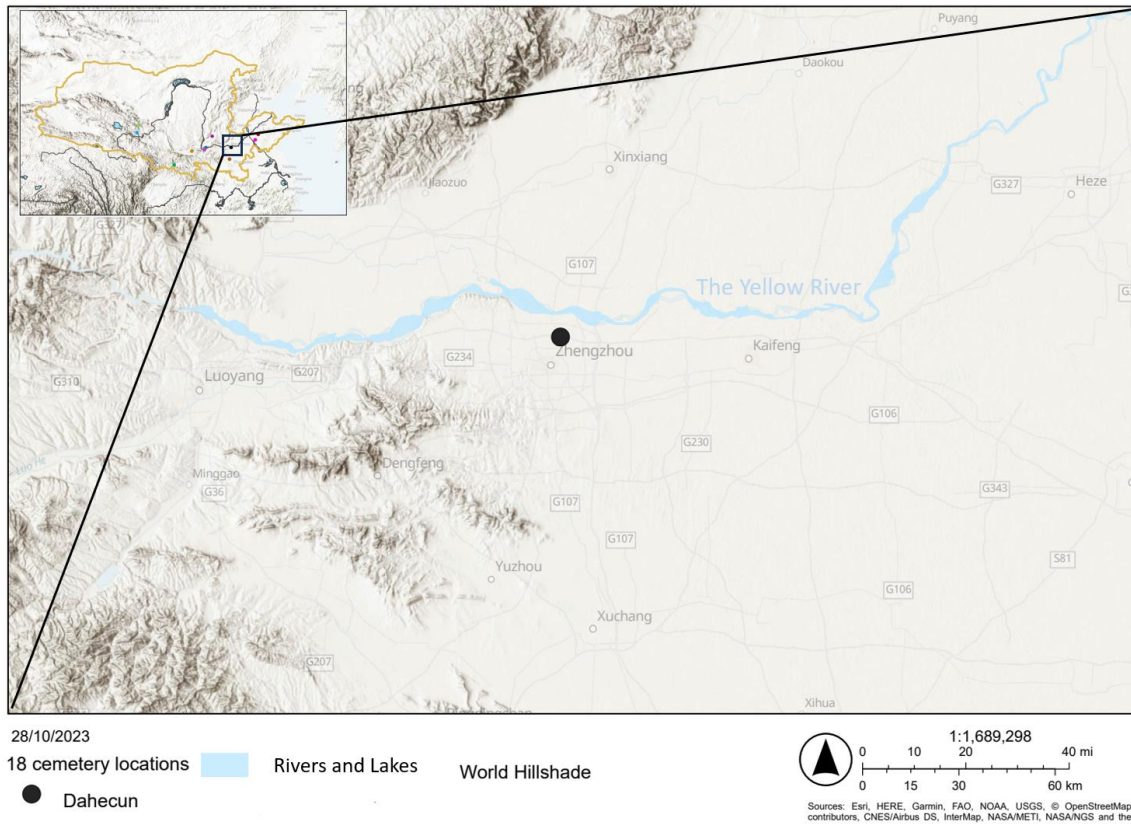 Puyang
Daokou
Xinxiang
Jiaozuo
G327
Heze
G107
The Yellow River
G234
Zhengzhou
Kaifeng
G310
Luoyang
G207
G106
G230
Dengfeng
Minggao
Luo He
G36
G107
G343
G107
S81
Yuzhou
G106
Xuchang
G207
Xihua
28/10/2023
18 cemetery locations
Rivers and Lakes
World Hillshade
Dahecun
1:1,689,298
0 10 20 40 mi
0 15 30 60 km
Sources: Esri, HERE, Garmin, FAO, NOAA, USGS, © OpenStreetMap
contributors, CNES/Airbus DS, InterMap, NASA/METI, NASA/NGS and the